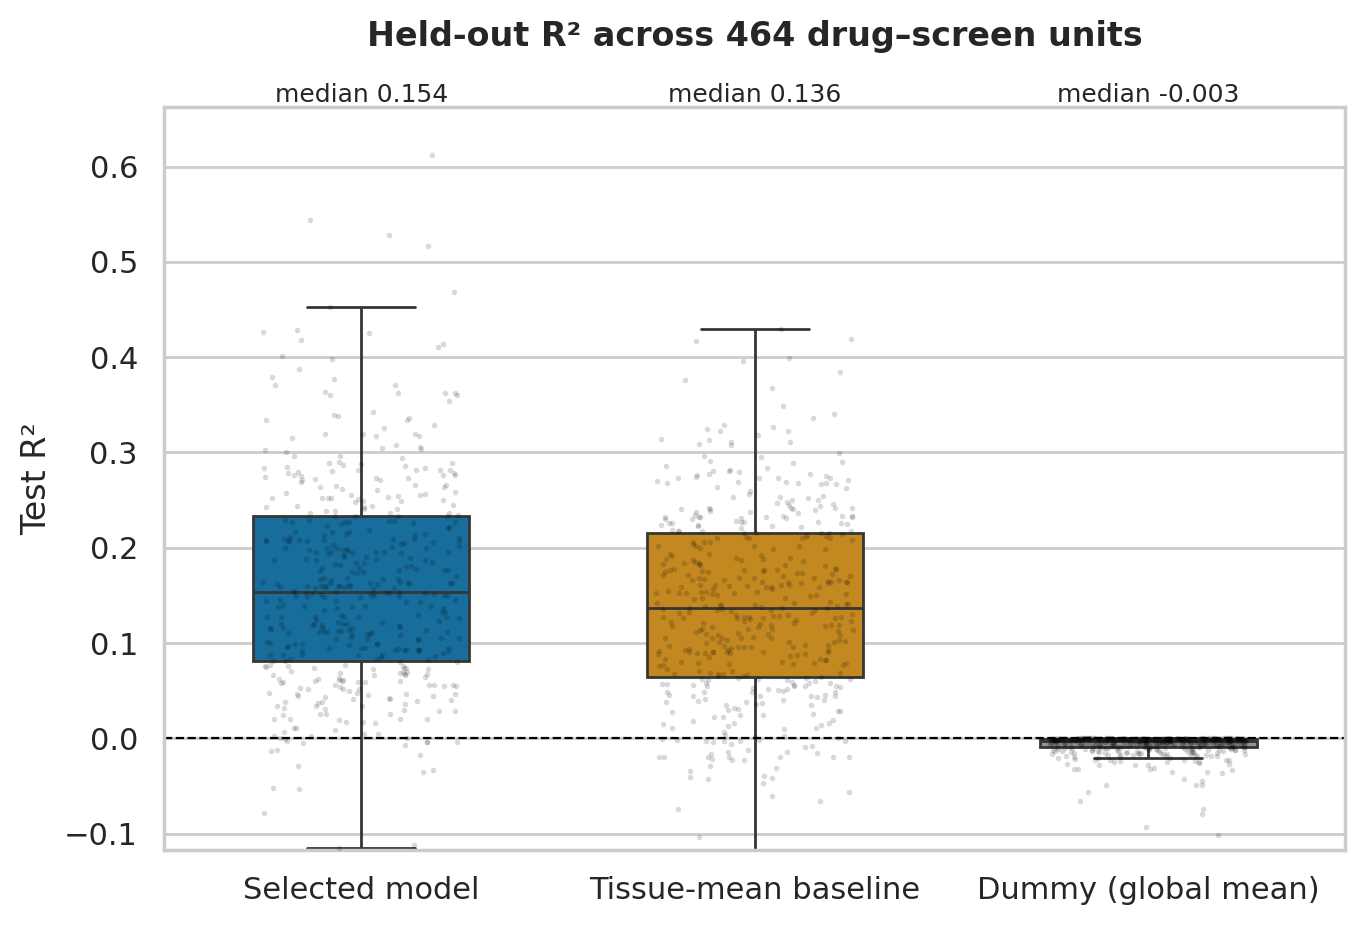 Held-out R² across 464 drug–screen units
median 0.154
median 0.136
median -0.003
Test R²
0.6
0.5
0.4
0.3
0.2
0.1
0.0
−0.1
Selected model
Tissue-mean baseline
Dummy (global mean)